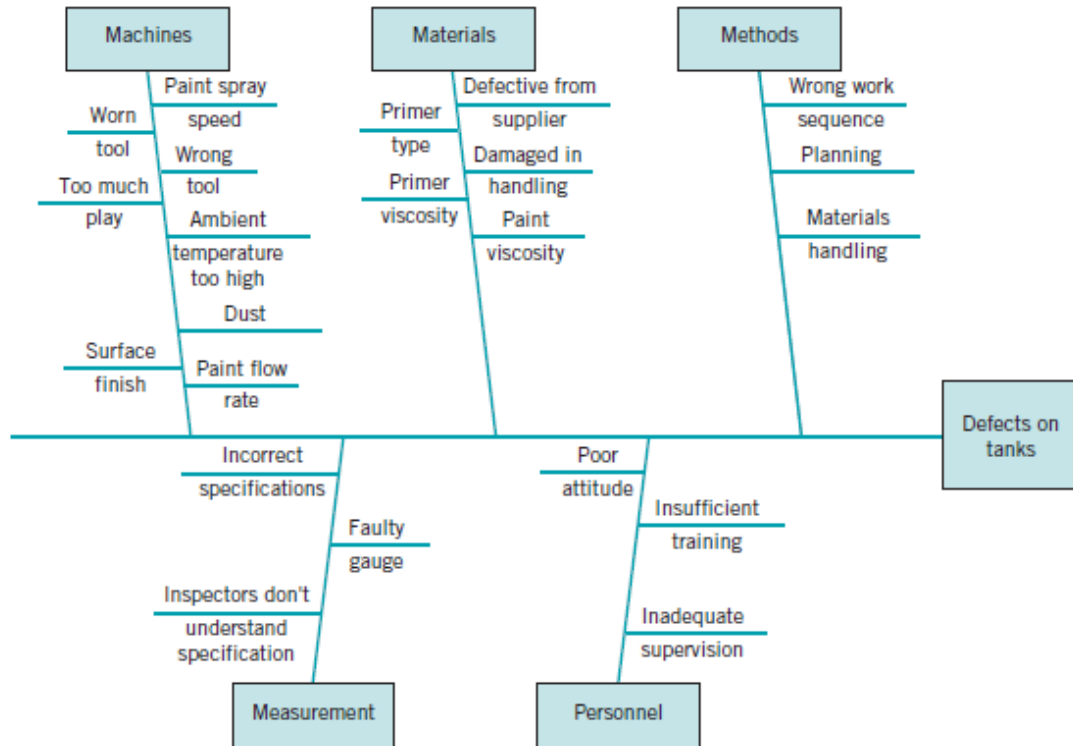 Machines
Materials
Methods
Paint spray
speed
Worn
tool
Wrong
tool
Too much
play
Ambient
temperature
too high
Dust
Surface
finish
Paint flow
rate
Defective from
supplier
Primer
type
Damaged in
handling
Primer
viscosity
Paint
viscosity
Wrong work
sequence
Planning
Materials
handling
Defects on
tanks
Incorrect
specifications
Faulty
gauge
Inspectors don't
understand
specification
Poor
attitude
Insufficient
training
Inadequate
supervision
Measurement
Personnel